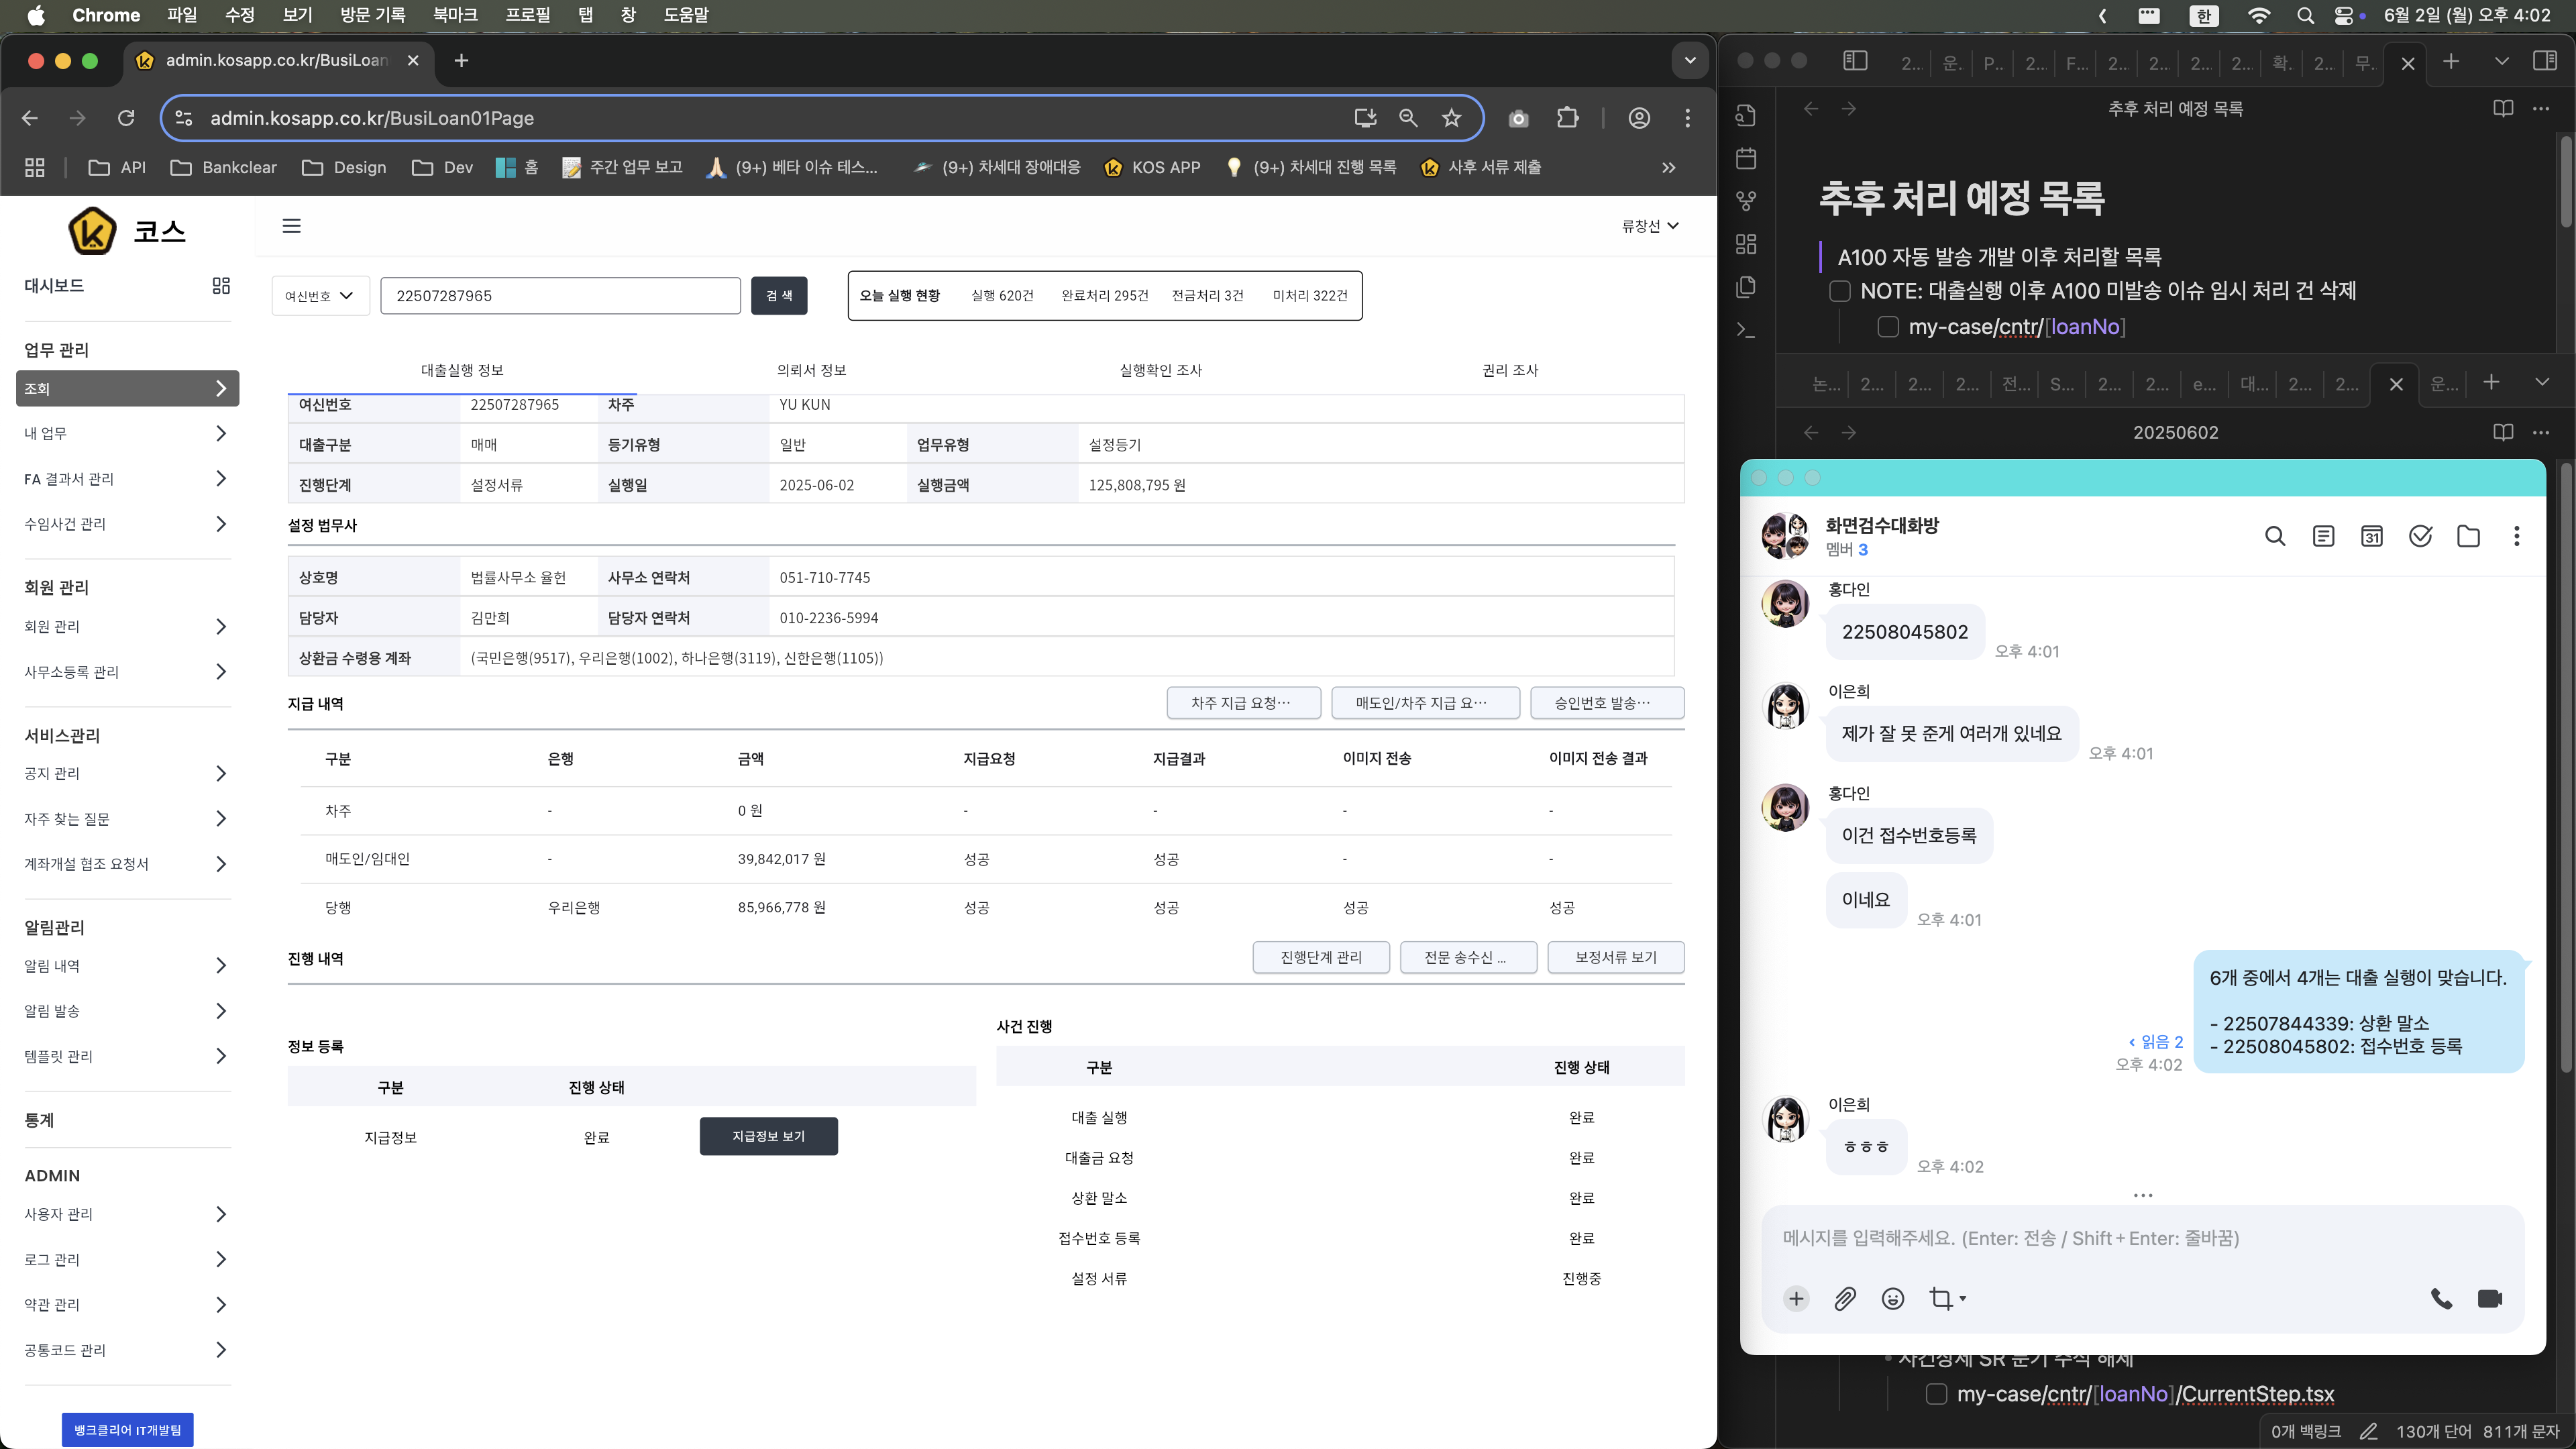 Chrome 파일 수정 보기 방문 기록 북마크 프로필 탭 창 도움말
한 6월 2일 (월) 오후 4:02
admin.kosapp.co.kr/BusiLoan
admin.kosapp.co.kr/BusiLoan01Page
API Bankclear Design Dev 홈 주간 업무 보고 (9+) 베타 이슈 테스... (9+) 차세대 장애대응 KOS APP (9+) 차세대 진행 목록 사후 서류 제출
코스
대시보드
업무 관리
조회
내 업무
FA 결과서 관리
수임사건 관리
회원 관리
회원 관리
사무소등록 관리
서비스관리
공지 관리
자주 찾는 질문
계좌개설 협조 요청서
알림관리
알림 내역
알림 발송
템플릿 관리
통계
ADMIN
사용자 관리
로그 관리
약관 관리
공통코드 관리
뱅크클리어 IT개발팀
류창선
여신번호 22507287965 검 색
오늘 실행 현황 실행 620건 완료처리 295건 전금처리 3건 미처리 322건
대출실행 정보 의뢰서 정보 실행확인 조사 권리 조사
여신번호 22507287965 차주 YU KUN
대출구분 매매 등기유형 일반 업무유형 설정등기
진행단계 설정서류 실행일 2025-06-02 실행금액 125,808,795 원
설정 법무사
상호명 법률사무소 율헌 사무소 연락처 051-710-7745
담당자 김만희 담당자 연락처 010-2236-5994
상환금 수령용 계좌 (국민은행(9517), 우리은행(1002), 하나은행(3119), 신한은행(1105))
지급 내역 차주 지급 요청… 매도인/차주 지급 요… 승인번호 발송…
구분 은행 금액 지급요청 지급결과 이미지 전송 이미지 전송 결과
차주 - 0 원 - - - -
매도인/임대인 - 39,842,017 원 성공 성공 - -
당행 우리은행 85,966,778 원 성공 성공 성공 성공
진행 내역 진행단계 관리 전문 송수신 ... 보정서류 보기
정보 등록
구분 진행 상태
지급정보 완료 지급정보 보기
사건 진행
구분 진행 상태
대출 실행 완료
대출금 요청 완료
상환 말소 완료
접수번호 등록 완료
설정 서류 진행중
2... 운. P... 2... F... 2... 2... 2... 2... 확. 2... 무.
추후 처리 예정 목록
추후 처리 예정 목록
A100 자동 발송 개발 이후 처리할 목록
NOTE: 대출실행 이후 A100 미발송 이슈 임시 처리 건 삭제
my-case/cntr/[loanNo]
논... 2... 2... 2... 전... S... 2... 2... e... 대... 2... 2... 운...
20250602
화면검수대화방
멤버 3
31
홍다인
22508045802
오후 4:01
이은희
제가 잘 못 준게 여러개 있네요
오후 4:01
홍다인
이건 접수번호등록
이네요
오후 4:01
6개 중에서 4개는 대출 실행이 맞습니다.
- 22507844339: 상환 말소
- 22508045802: 접수번호 등록
읽음 2
오후 4:02
이은희
ㅎㅎㅎ
오후 4:02
메시지를 입력해주세요. (Enter: 전송 / Shift+Enter: 줄바꿈)
사건상세 SR 분기 주석 해제
my-case/cntr/[loanNo]/CurrentStep.tsx
0개 백링크 130개 단어 811개 문자